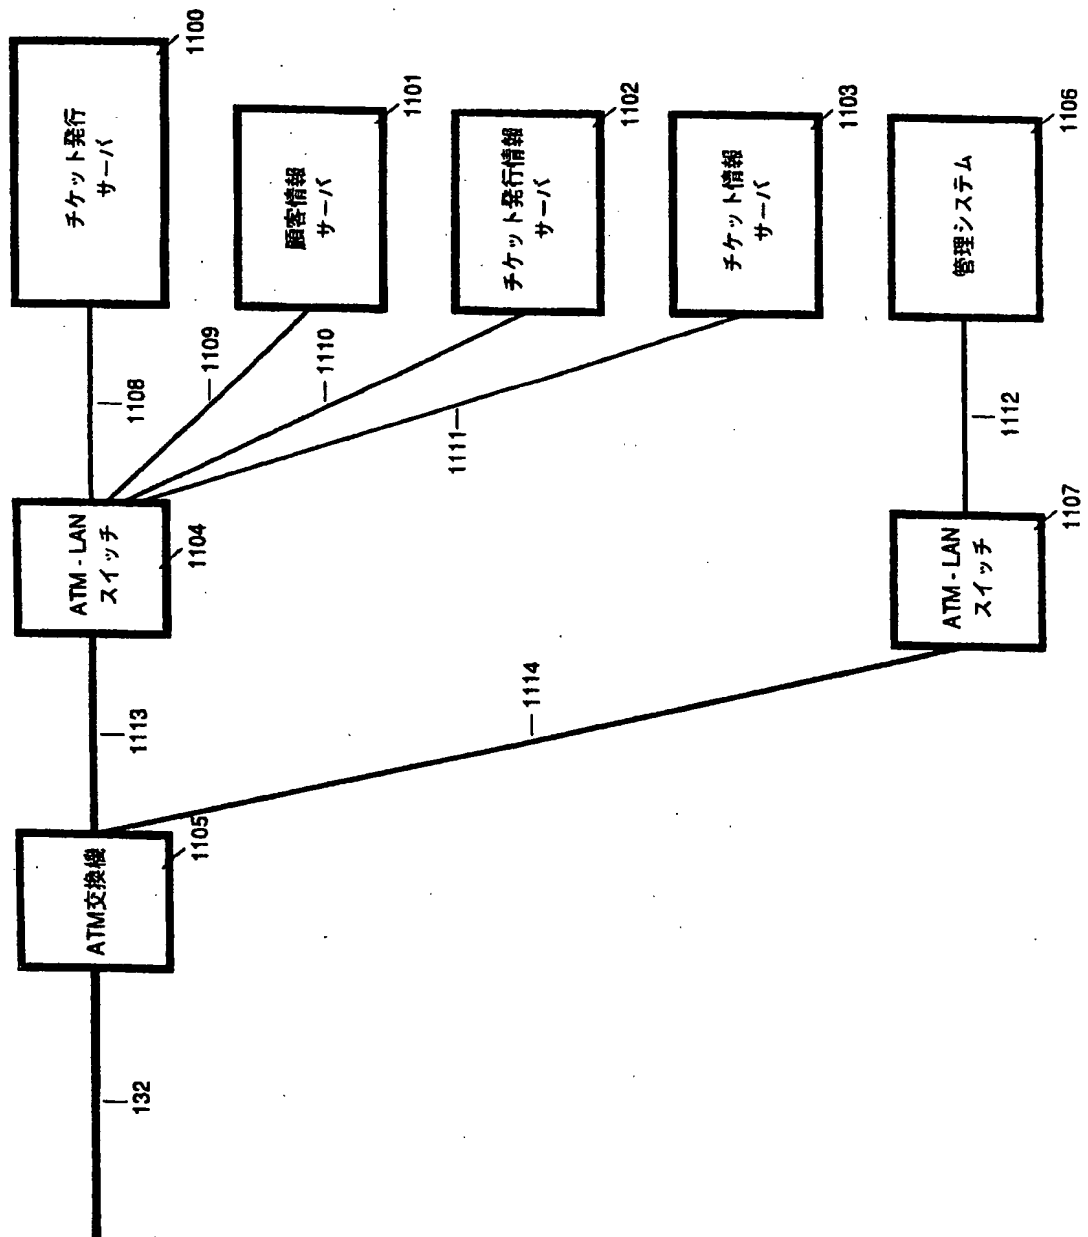 チケット発行
サーバ
1100
顧客情報
サーバ
1101
チケット発行情報
サーバ
1102
チケット情報
サーバ
1103
管理システム
1106
1108
1109
1110
1111
1112
ATM-LAN
スイッチ
1104
ATM-LAN
スイッチ
1107
1113
1114
ATM交換機
1105
132